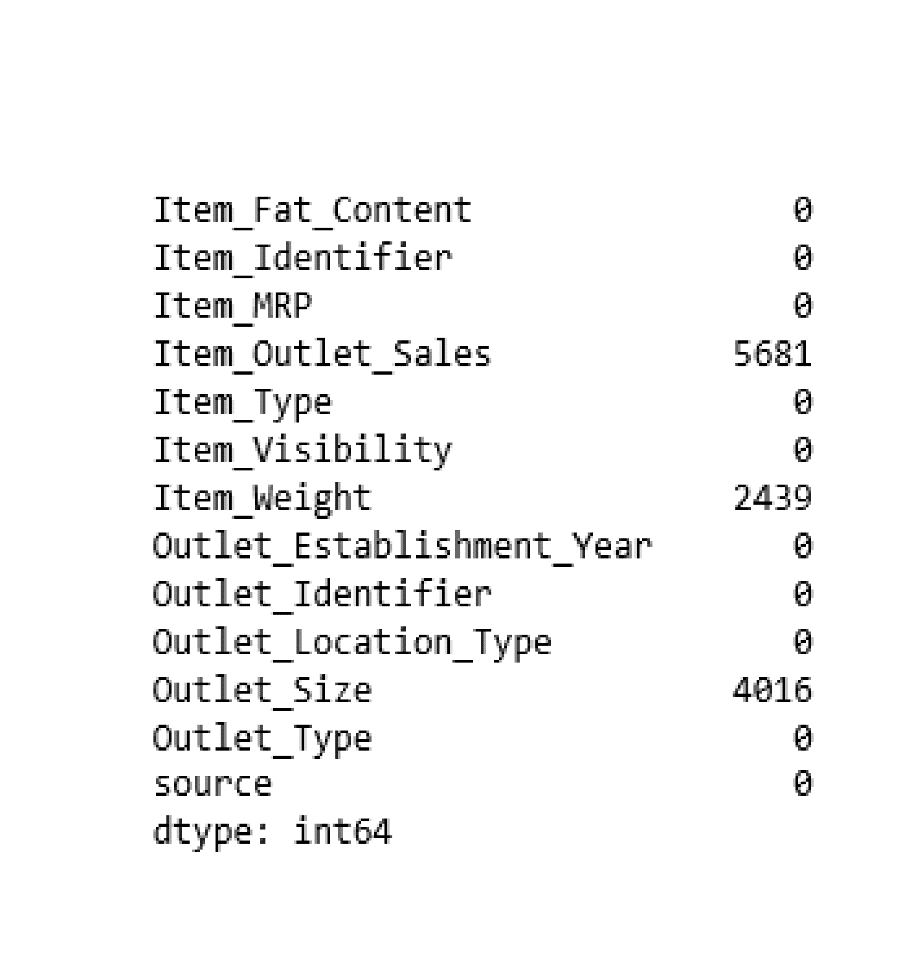 Item_Fat_Content 0
Item_Identifier 0
Item_MRP 0
Item_Outlet_Sales 5681
Item_Type 0
Item_Visibility 0
Item_Weight 2439
Outlet_Establishment_Year 0
Outlet_Identifier 0
Outlet_Location_Type 0
Outlet_Size 4016
Outlet_Type 0
source 0
dtype: int64